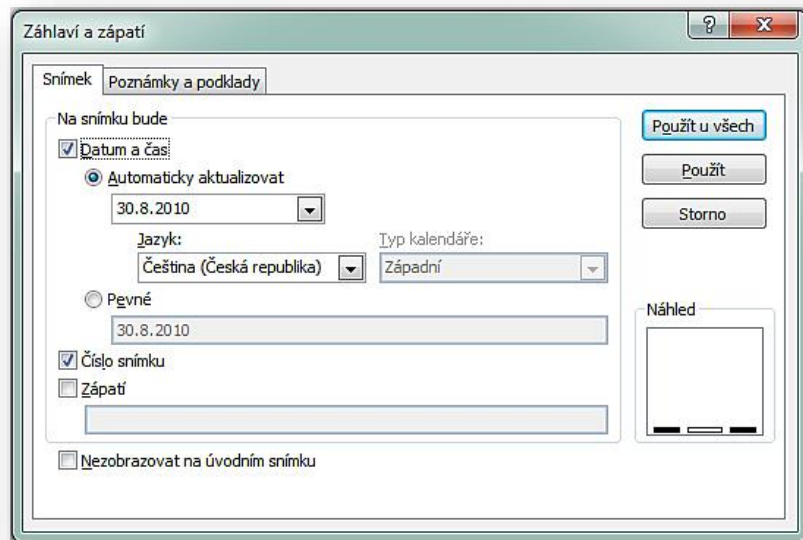 Záhlaví a zápatí
Snímek Poznámky a podklady
Na snímku bude
Datum a čas
Automaticky aktualizovat
30.8.2010
Jazyk: Typ kalendáře:
Čeština (Česká republika) Západní
Pevné
30.8.2010
Číslo snímku
Zápatí
Nezobrazovat na úvodním snímku
Použít u všech
Použít
Storno
Náhled